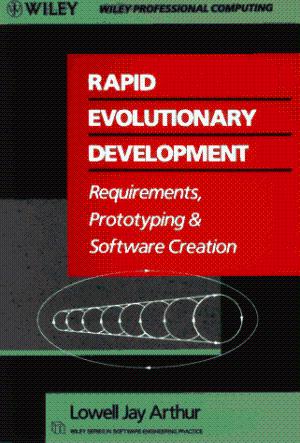 WILEY WILEY PROFESSIONAL COMPUTING
RAPID
EVOLUTIONARY
DEVELOPMENT
Requirements,
Prototyping &
Software Creation
Lowell Jay Arthur
WILEY SERIES IN SOFTWARE ENGINEERING PRACTICE